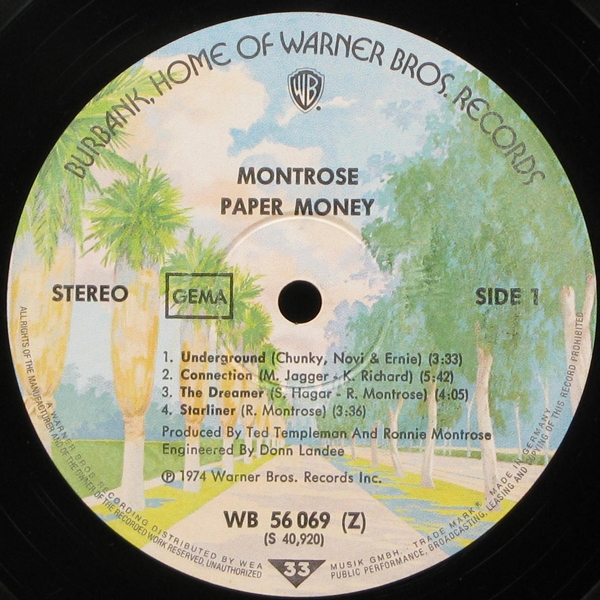 BURBANK, HOME OF WARNER BROS. RECORDS
WB
MONTROSE
PAPER MONEY
STEREO
GEMA
SIDE 1
1. Underground (Chunky, Novi & Ernie) (3:33)
2. Connection (M. Jagger - K. Richard) (5:42)
3. The Dreamer (S. Hagar - R. Montrose) (4:05)
4. Starliner (R. Montrose) (3:36)
Produced By Ted Templeman And Ronnie Montrose
Engineered By Donn Landee
℗ 1974 Warner Bros. Records Inc.
WB 56 069 (Z)
(S 40,920)
33
A WARNER BROS. RECORDING DISTRIBUTED BY WEA MUSIK GMBH. TRADE MARKS MADE IN GERMANY
ALL RIGHTS OF THE MANUFACTURER AND OF THE OWNER OF THE RECORDED WORK RESERVED, UNAUTHORIZED PUBLIC PERFORMANCE, BROADCASTING, LEASING AND COPYING OF THIS RECORD PROHIBITED